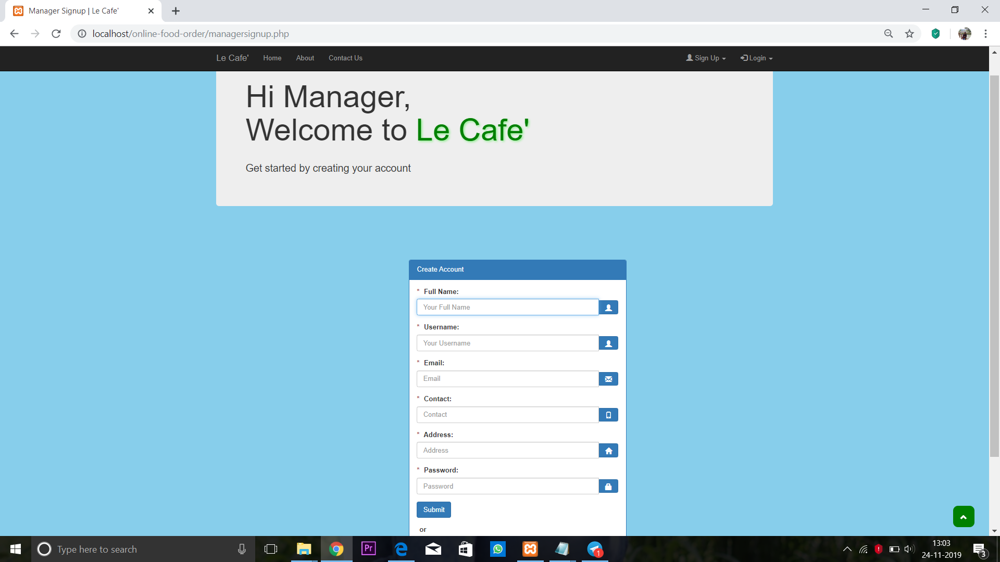 Manager Signup | Le Cafe'
localhost/online-food-order/managersignup.php
Le Cafe' Home About Contact Us Sign Up Login
Hi Manager,
Welcome to Le Cafe'
Get started by creating your account
Create Account
* Full Name:
Your Full Name
* Username:
Your Username
* Email:
Email
* Contact:
Contact
* Address:
Address
* Password:
Password
Submit
or
Type here to search
Pr
1
13:03
24-11-2019
3